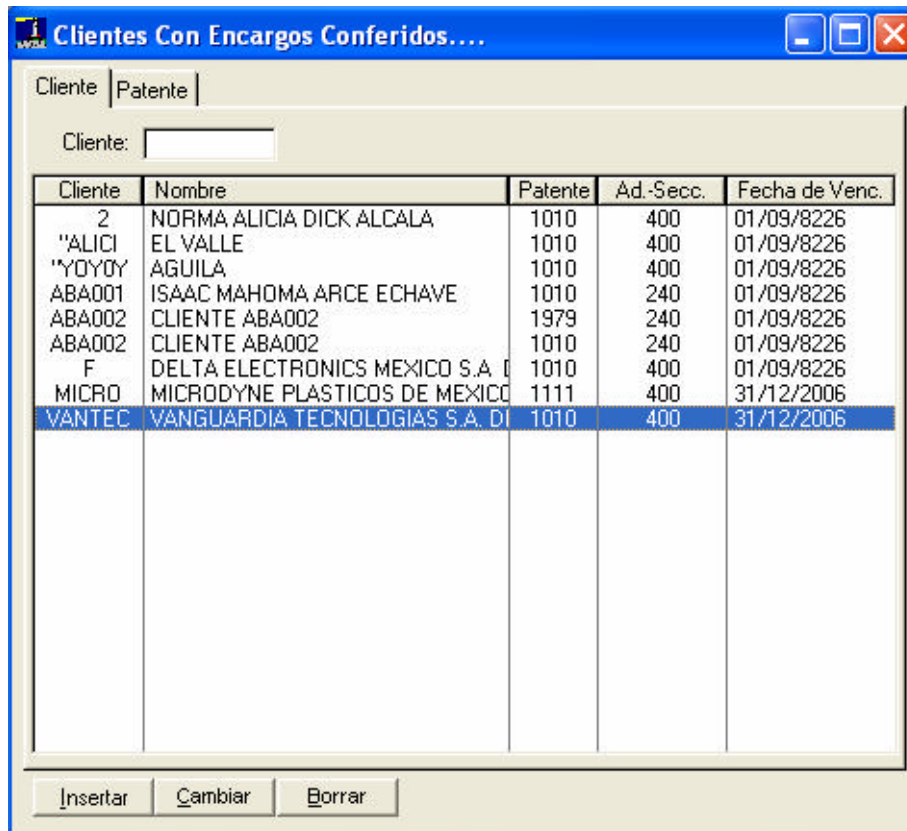 Clientes Con Encargos Conferidos....
Cliente Patente
Cliente:
Cliente Nombre Patente Ad.-Secc. Fecha de Venc.
2 NORMA ALICIA DICK ALCALA 1010 400 01/09/8226
"ALICI EL VALLE 1010 400 01/09/8226
"YOYOY AGUILA 1010 400 01/09/8226
ABA001 ISAAC MAHOMA ARCE ECHAVE 1010 240 01/09/8226
ABA002 CLIENTE ABA002 1979 240 01/09/8226
ABA002 CLIENTE ABA002 1010 240 01/09/8226
F DELTA ELECTRONICS MEXICO S.A. 1010 400 01/09/8226
MICRO MICRODYNE PLASTICOS DE MEXICO 1111 400 31/12/2006
VANTEC VANGUARDIA TECNOLOGIAS S.A. DE 1010 400 31/12/2006
Insertar Cambiar Borrar